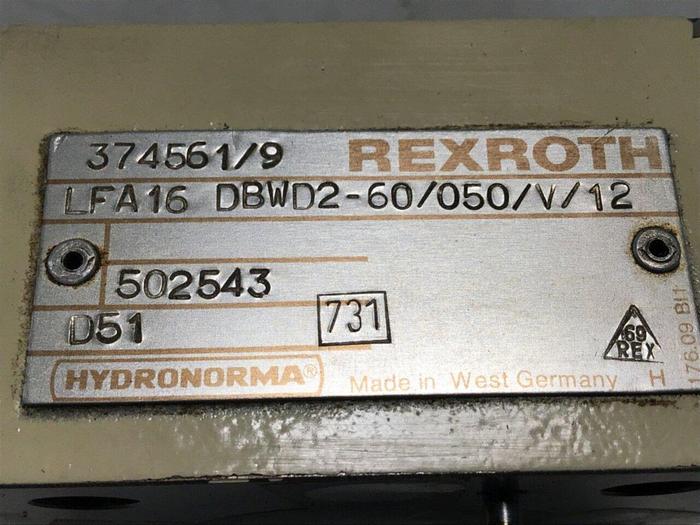 374561/9 REXROTH
LFA16 DBWD2-60/050/V/12
502543
D51 731
69
REX
HYDRONORMA® Made in West Germany H
176.09 BI1